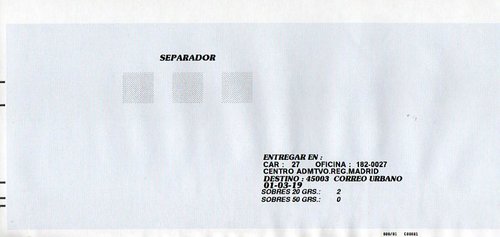 SEPARADOR
ENTREGAR EN :
CAR : 27 OFICINA : 182-0027
CENTRO ADMTVO.REG.MADRID
DESTINO : 45003 CORREO URBANO
01-03-19
SOBRES 20 GRS.: 2
SOBRES 50 GRS.: 0